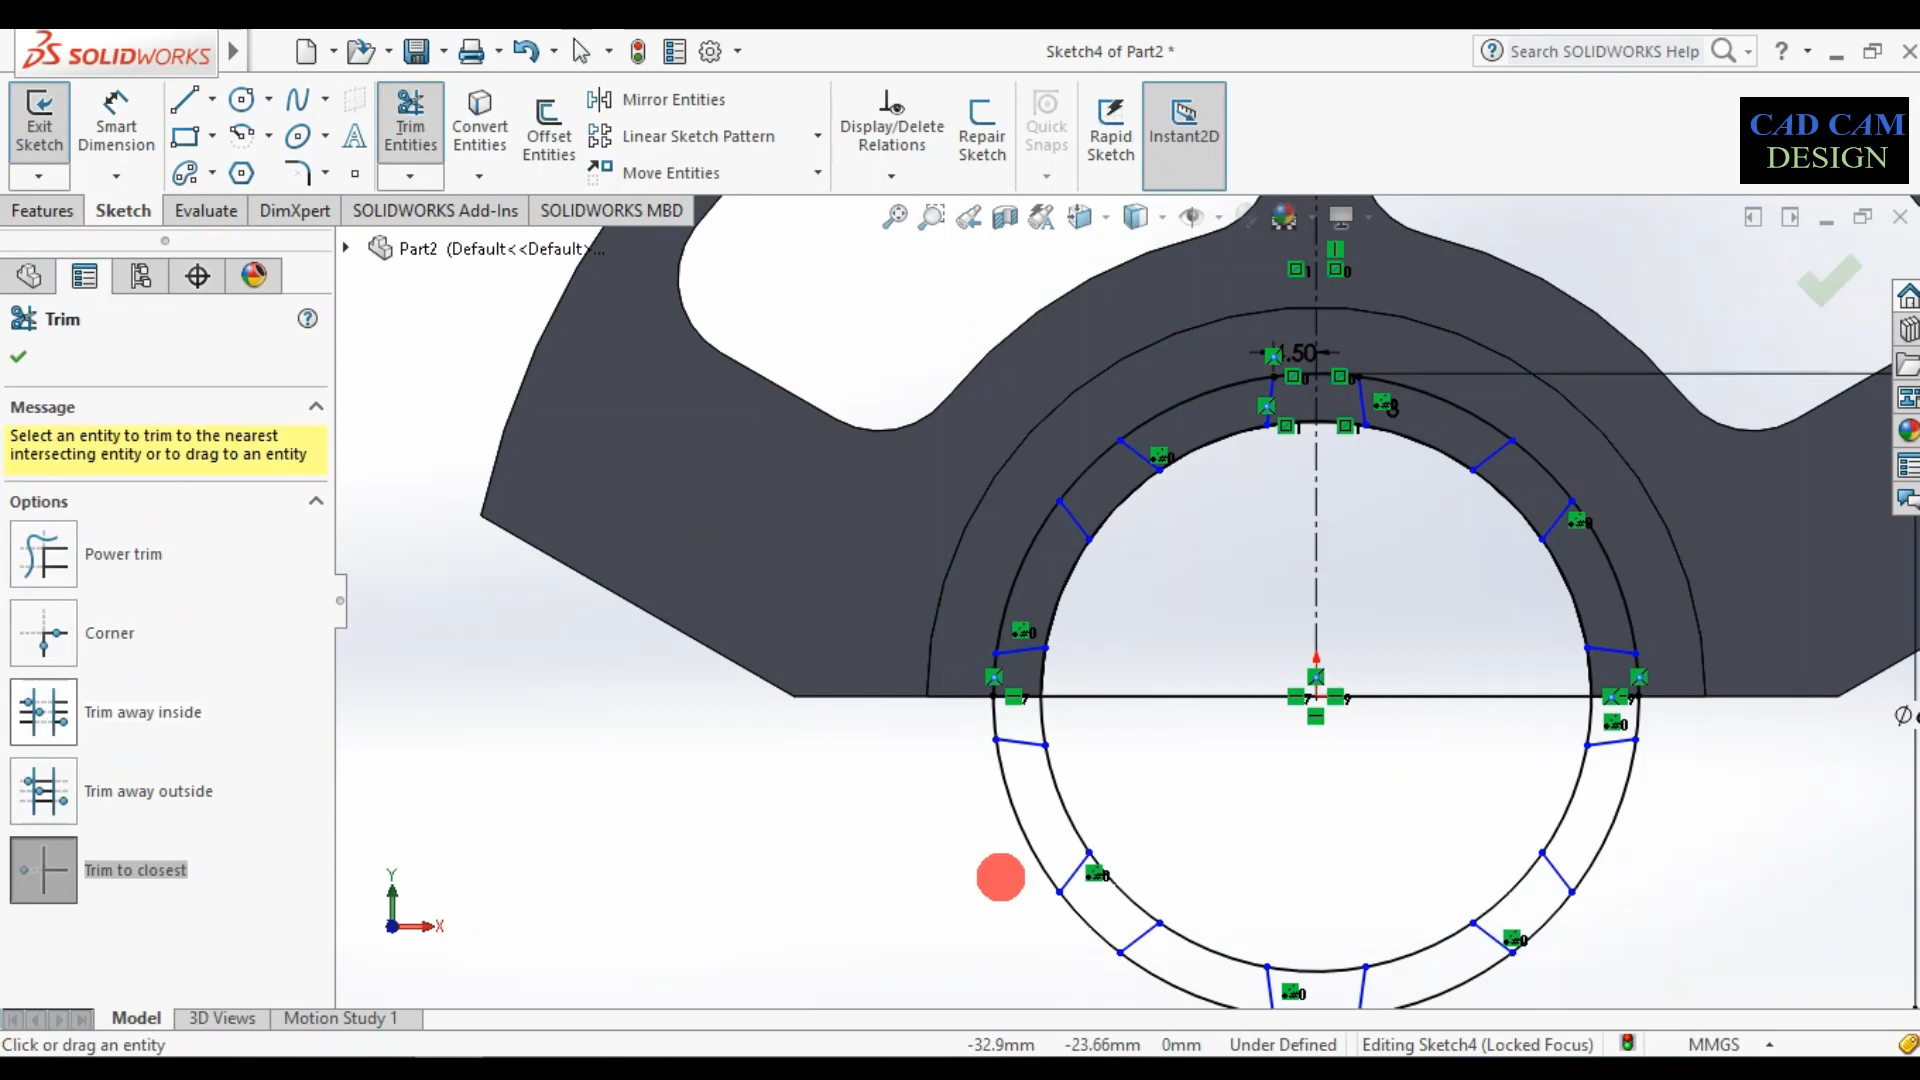 SOLIDWORKS
Sketch4 of Part2 *
Search SOLIDWORKS Help
?
Exit Sketch
Smart Dimension
Trim Entities
Convert Entities
Offset Entities
Mirror Entities
Linear Sketch Pattern
Move Entities
Display/Delete Relations
Repair Sketch
Quick Snaps
Rapid Sketch
Instant2D
CAD CAM
DESIGN
Features
Sketch
Evaluate
DimXpert
SOLIDWORKS Add-Ins
SOLIDWORKS MBD
Part2 (Default<<Default>...
Trim
?
Message
Select an entity to trim to the nearest
intersecting entity or to drag to an entity
Options
Power trim
Corner
Trim away inside
Trim away outside
Trim to closest
Y
X
Model
3D Views
Motion Study 1
Click or drag an entity
-32.9mm
-23.66mm
0mm
Under Defined
Editing Sketch4 (Locked Focus)
MMGS